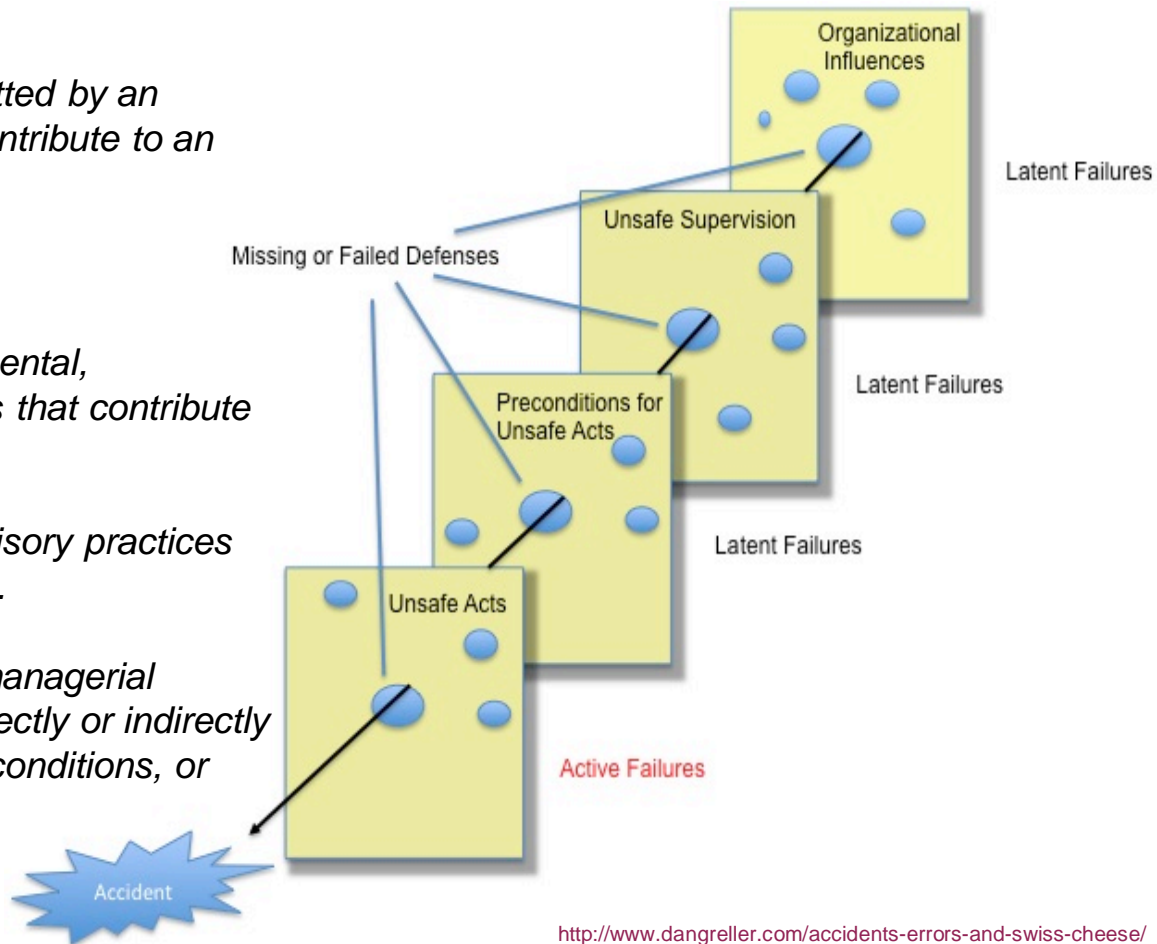 tted by an
ntribute to an
ental,
s that contribute
isory practices
.
managerial
ectly or indirectly
conditions, or
Organizational
Influences
Latent Failures
Unsafe Supervision
Missing or Failed Defenses
Latent Failures
Preconditions for
Unsafe Acts
Latent Failures
Unsafe Acts
Active Failures
Accident
http://www.dangreller.com/accidents-errors-and-swiss-cheese/